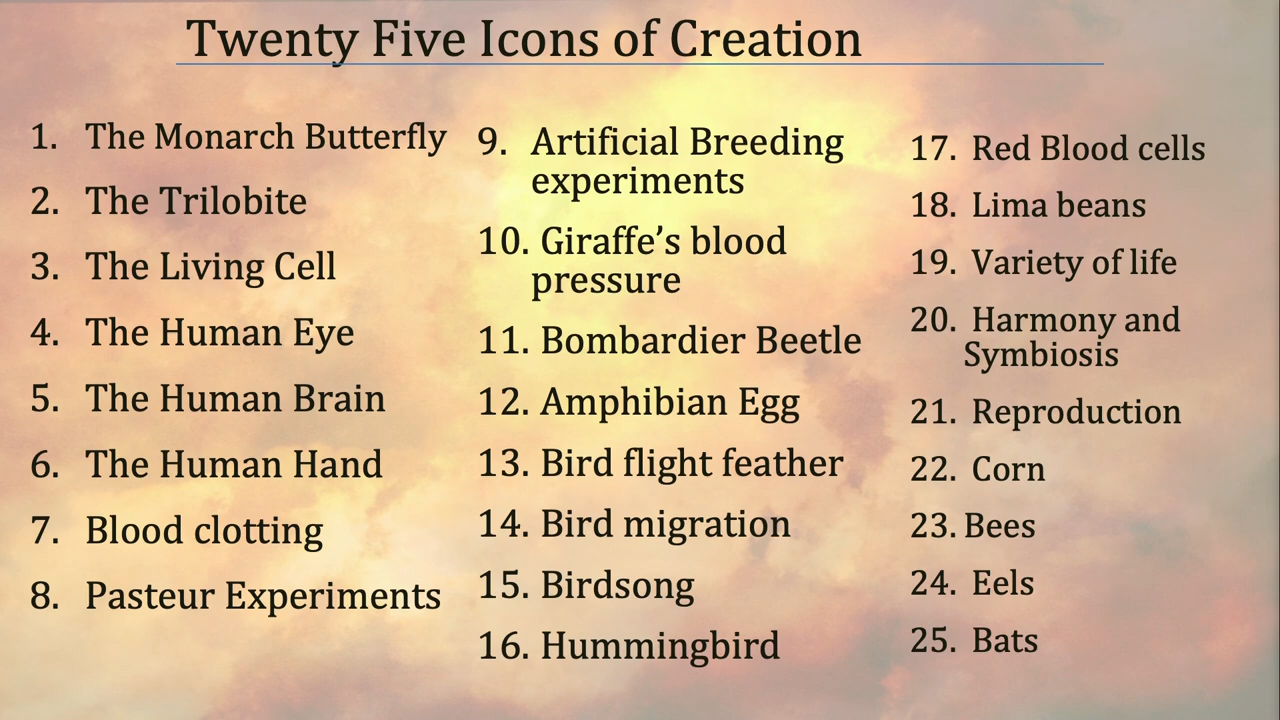 Twenty Five Icons of Creation
1. The Monarch Butterfly
2. The Trilobite
3. The Living Cell
4. The Human Eye
5. The Human Brain
6. The Human Hand
7. Blood clotting
8. Pasteur Experiments
9. Artificial Breeding
experiments
10. Giraffe’s blood
pressure
11. Bombardier Beetle
12. Amphibian Egg
13. Bird flight feather
14. Bird migration
15. Birdsong
16. Hummingbird
17. Red Blood cells
18. Lima beans
19. Variety of life
20. Harmony and
Symbiosis
21. Reproduction
22. Corn
23. Bees
24. Eels
25. Bats